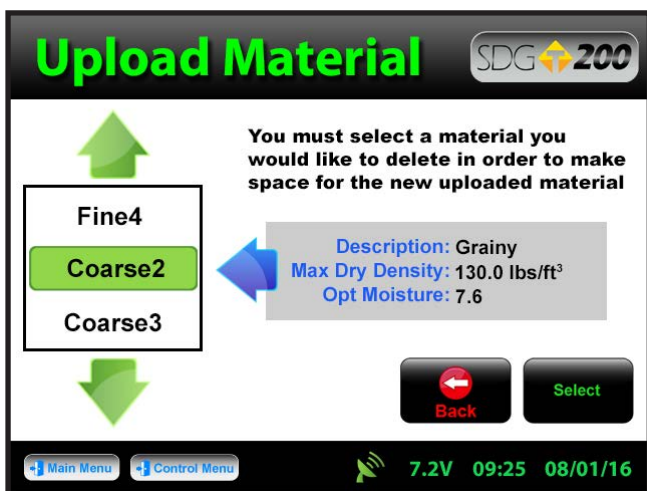 Upload Material
SDG 200
You must select a material you
would like to delete in order to make
space for the new uploaded material
Fine4
Coarse2
Coarse3
Description: Grainy
Max Dry Density: 130.0 lbs/ft³
Opt Moisture: 7.6
Back
Select
Main Menu
Control Menu
7.2V 09:25 08/01/16